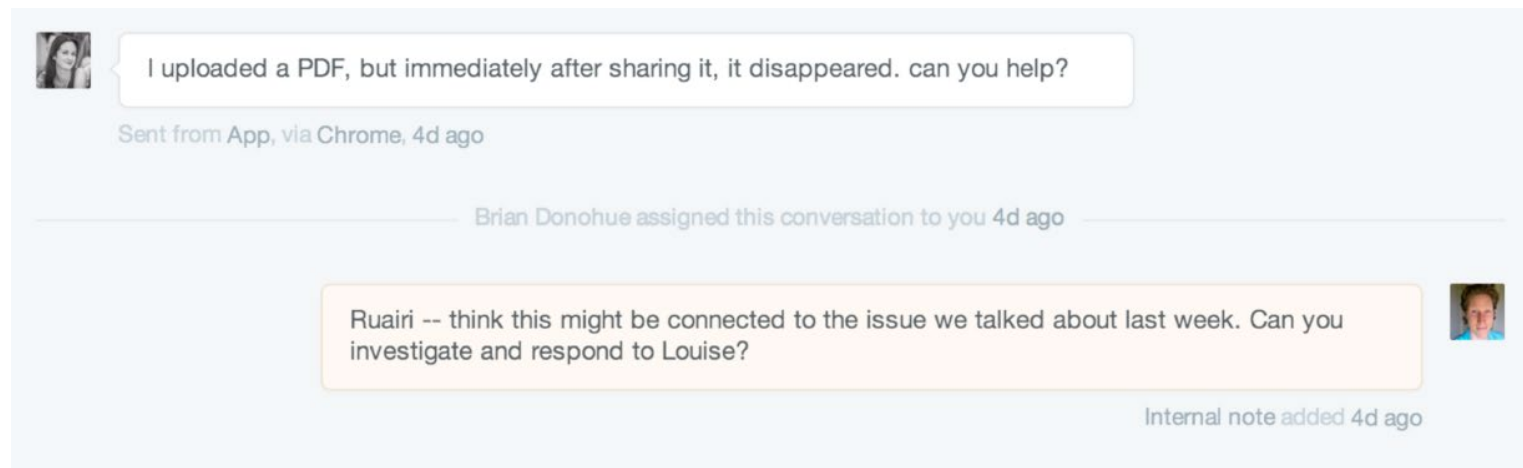 I uploaded a PDF, but immediately after sharing it, it disappeared. can you help?
Sent from App, via Chrome, 4d ago
Brian Donohue assigned this conversation to you 4d ago
Ruairi -- think this might be connected to the issue we talked about last week. Can you
investigate and respond to Louise?
Internal note added 4d ago